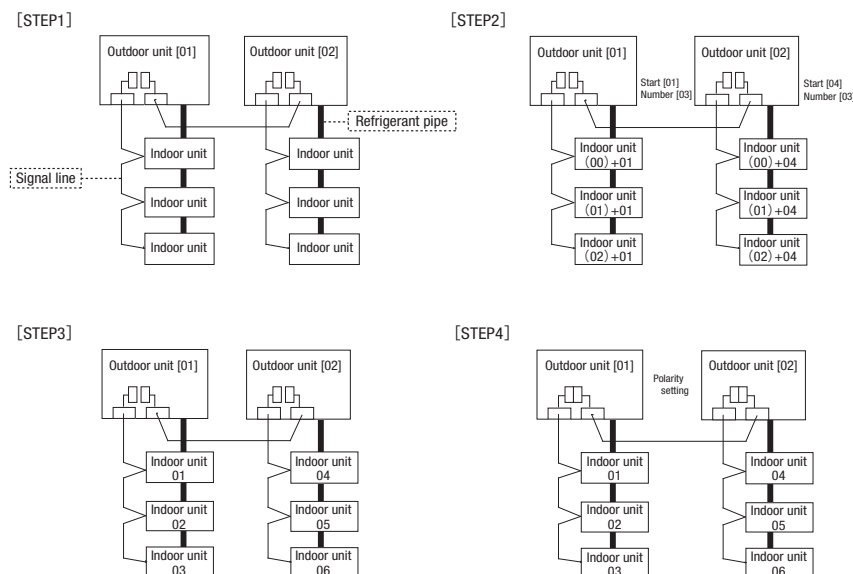 [STEP1]
Outdoor unit [01]
Outdoor unit [02]
Refrigerant pipe
Signal line
Indoor unit
Indoor unit
Indoor unit
Indoor unit
Indoor unit
Indoor unit
[STEP2]
Outdoor unit [01]
Outdoor unit [02]
Start [01]
Number [03]
Start [04]
Number [03]
Indoor unit
(00)+01
Indoor unit
(00)+04
Indoor unit
(01)+01
Indoor unit
(01)+04
Indoor unit
(02)+01
Indoor unit
(02)+04
[STEP3]
Outdoor unit [01]
Outdoor unit [02]
Indoor unit
01
Indoor unit
04
Indoor unit
02
Indoor unit
05
Indoor unit
03
Indoor unit
06
[STEP4]
Outdoor unit [01]
Outdoor unit [02]
Polarity
setting
Indoor unit
01
Indoor unit
04
Indoor unit
02
Indoor unit
05
Indoor unit
03
Indoor unit
06